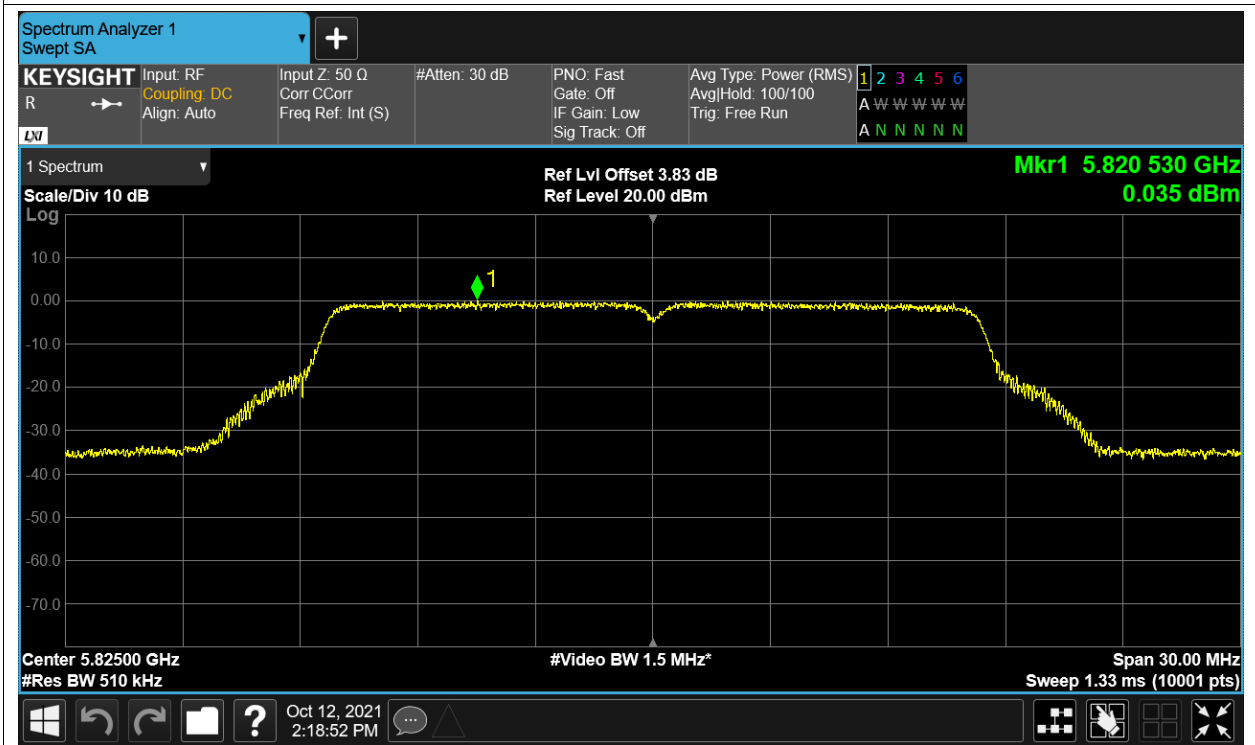 Spectrum Analyzer 1
Swept SA
KEYSIGHT
R
LXI
Input: RF
Coupling: DC
Align: Auto
Input Z: 50 Ω
Corr CCorr
Freq Ref: Int (S)
#Atten: 30 dB
PNO: Fast
Gate: Off
IF Gain: Low
Sig Track: Off
Avg Type: Power (RMS)
Avg|Hold: 100/100
Trig: Free Run
1 2 3 4 5 6
A W W W W W
A N N N N N
1 Spectrum
Scale/Div 10 dB
Log
Ref Lvl Offset 3.83 dB
Ref Level 20.00 dBm
Mkr1 5.820 530 GHz
0.035 dBm
1
10.0
0.00
-10.0
-20.0
-30.0
-40.0
-50.0
-60.0
-70.0
Center 5.82500 GHz
#Res BW 510 kHz
#Video BW 1.5 MHz*
Span 30.00 MHz
Sweep 1.33 ms (10001 pts)
Oct 12, 2021
2:18:52 PM